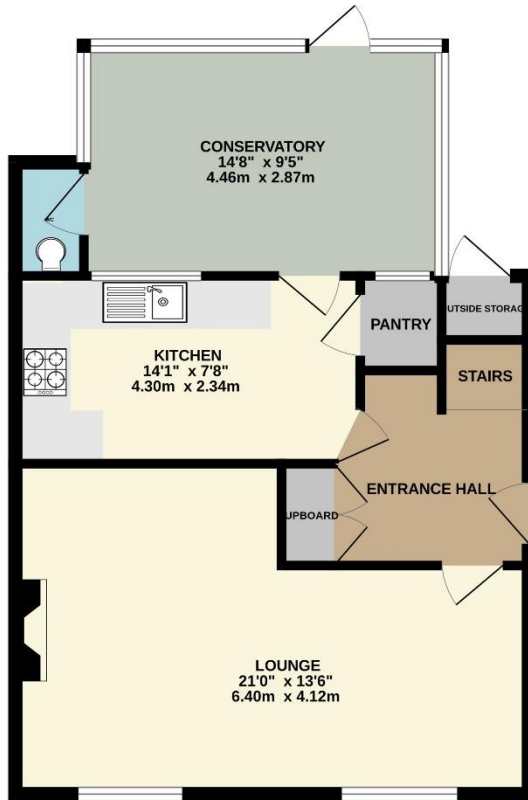 CONSERVATORY
14'8" x 9'5"
4.46m x 2.87m
WC
PANTRY
UTSIDE STORAG
KITCHEN
14'1" x 7'8"
4.30m x 2.34m
STAIRS
ENTRANCE HALL
UPBOARD
LOUNGE
21'0" x 13'6"
6.40m x 4.12m